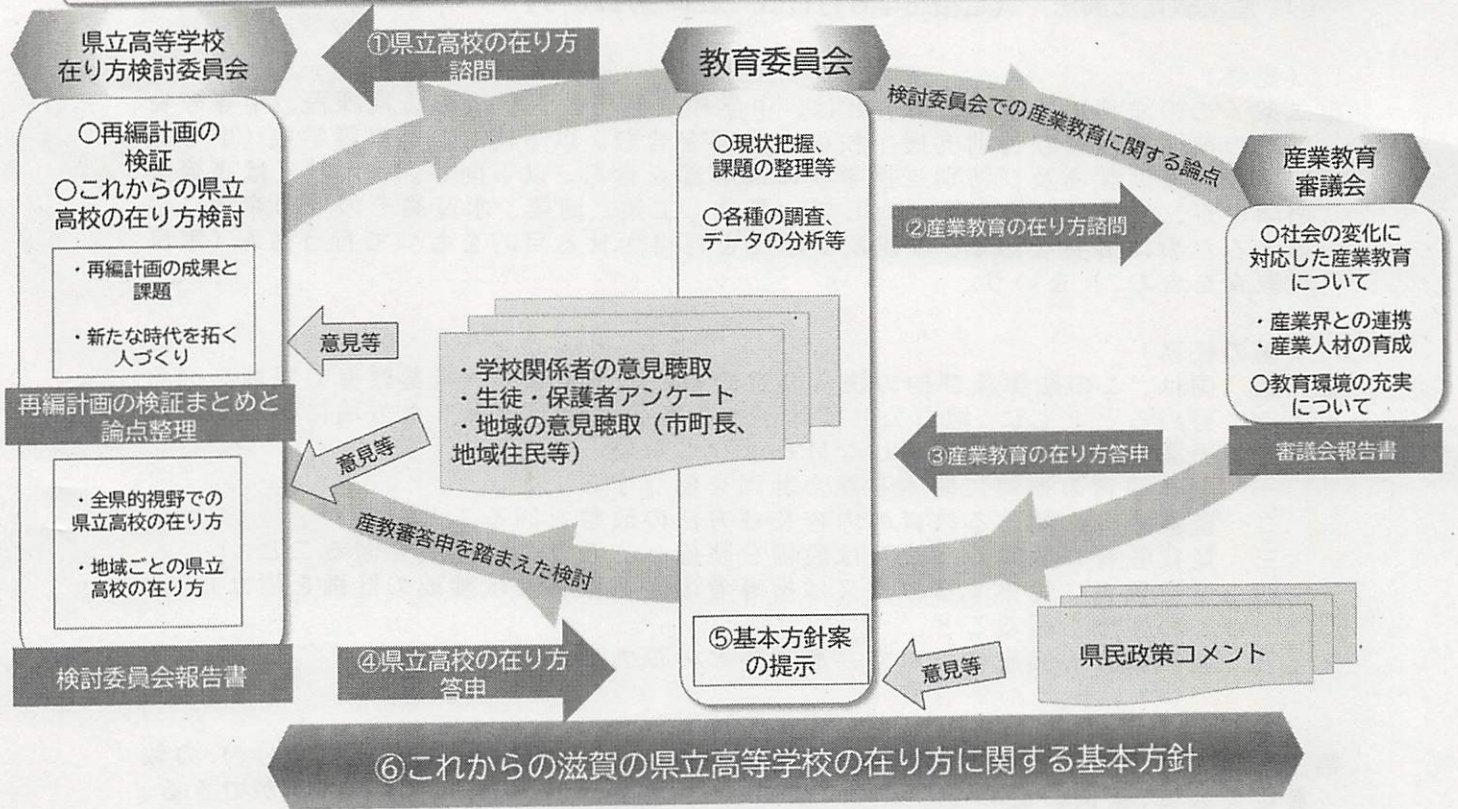 県立高等学校
在り方検討委員会
①県立高校の在り方
諮問
教育委員会
検討委員会での産業教育に関する論点
産業教育
審議会
〇再編計画の
検証
〇これからの県立
高校の在り方検討
・再編計画の成果と
課題
・新たな時代を拓く
人づくり
再編計画の検証まとめと
論点整理
・全県的視野での
県立高校の在り方
・地域ごとの県立
高校の在り方
検討委員会報告書
〇現状把握、
課題の整理等
〇各種の調査、
データの分析等
②産業教育の在り方諮問
〇社会の変化に
対応した産業教育
について
・産業界との連携
・産業人材の育成
〇教育環境の充実
について
審議会報告書
意見等
意見等
・学校関係者の意見聴取
・生徒・保護者アンケート
・地域の意見聴取（市町長、
地域住民等）
③産業教育の在り方答申
産教審答申を踏まえた検討
④県立高校の在り方
答申
⑤基本方針案
の提示
意見等
県民政策コメント
⑥これからの滋賀の県立高等学校の在り方に関する基本方針